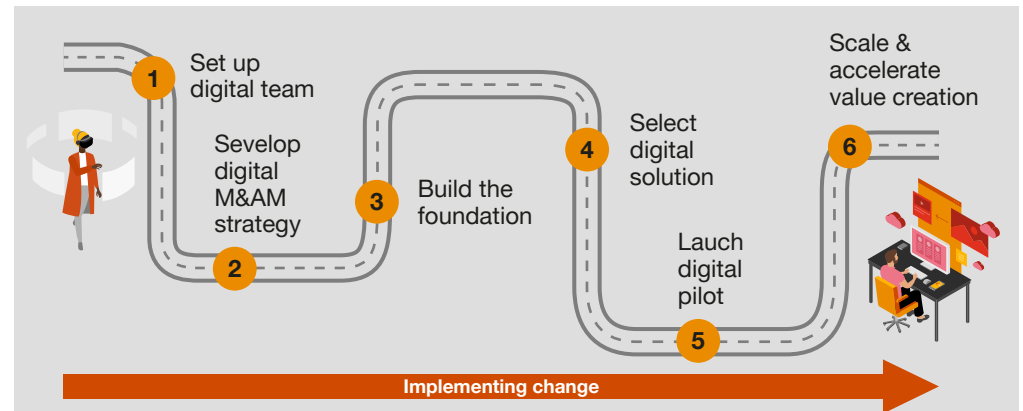 1
Set up
digital team
2
Sevelop
digital
M&AM
strategy
3
Build the
foundation
4
Select
digital
solution
5
Lauch
digital
pilot
6
Scale &
accelerate
value creation
Implementing change